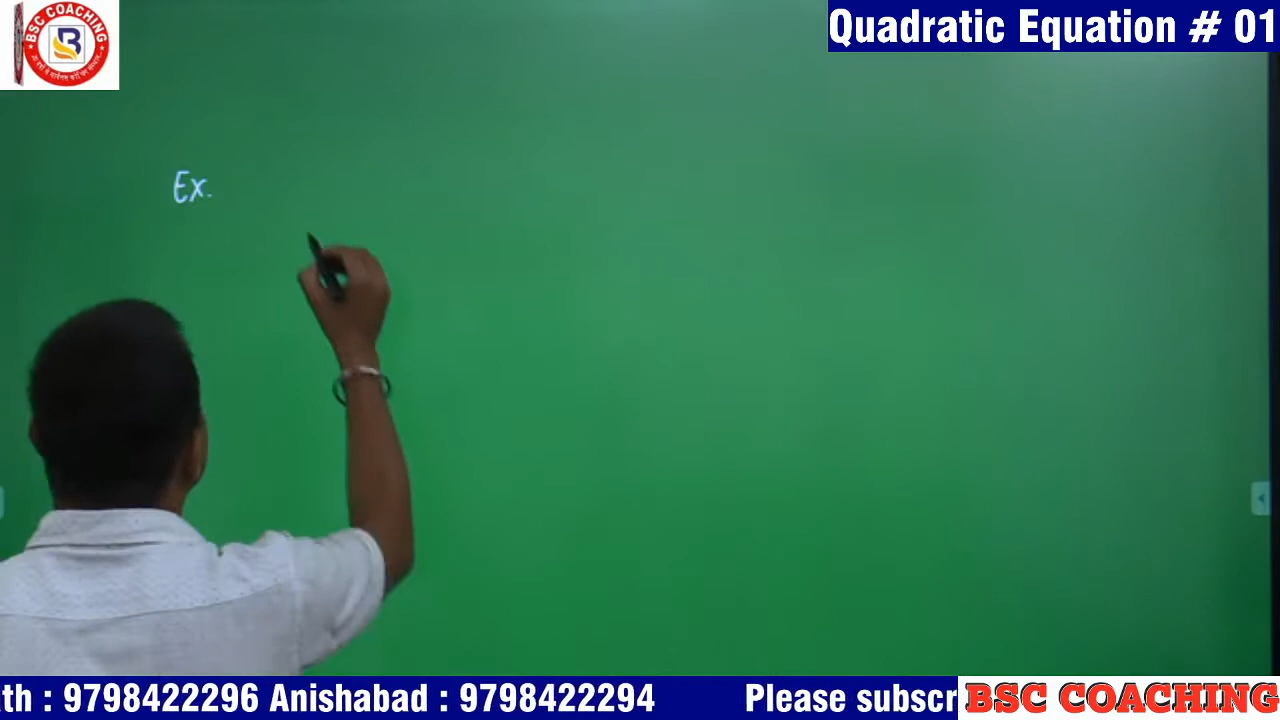 BSC COACHING
Quadratic Equation # 01
Ex.
th : 9798422296 Anishabad : 9798422294 Please subscr
BSC COACHING